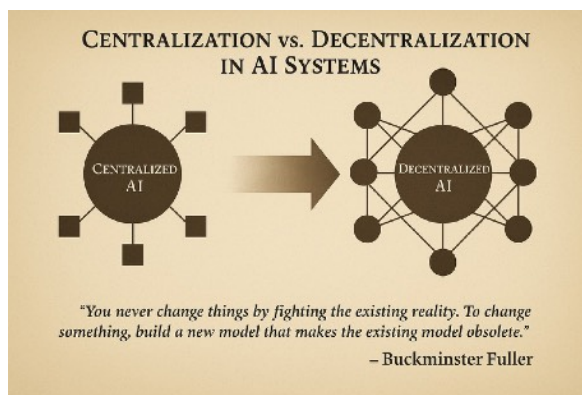 CENTRALIZATION VS. DECENTRALIZATION
IN AI SYSTEMS
CENTRALIZED
AI
DECENTRALIZED
AI
"You never change things by fighting the existing reality. To change
something, build a new model that makes the existing model obsolete."
– Buckminster Fuller